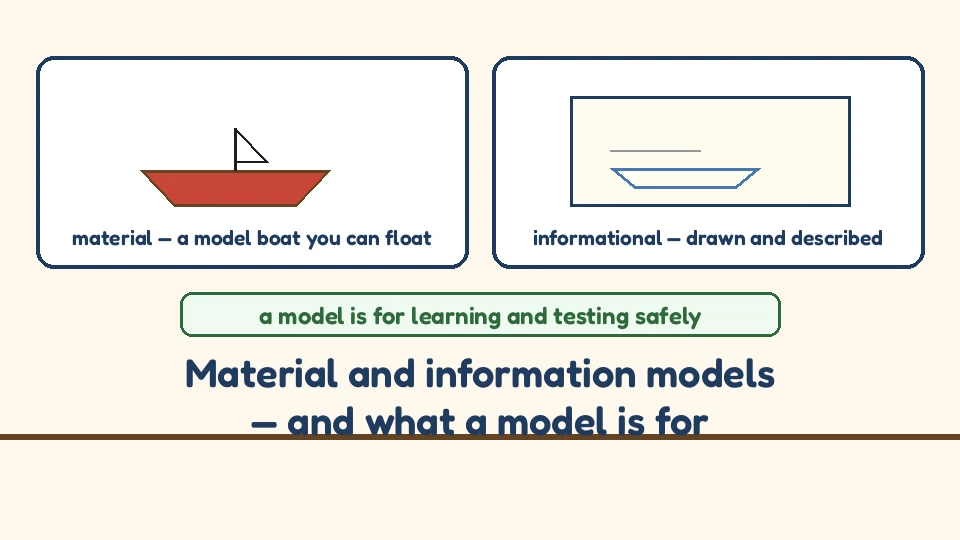 material — a model boat you can float
informational — drawn and described
a model is for learning and testing safely
Material and information models
— and what a model is for